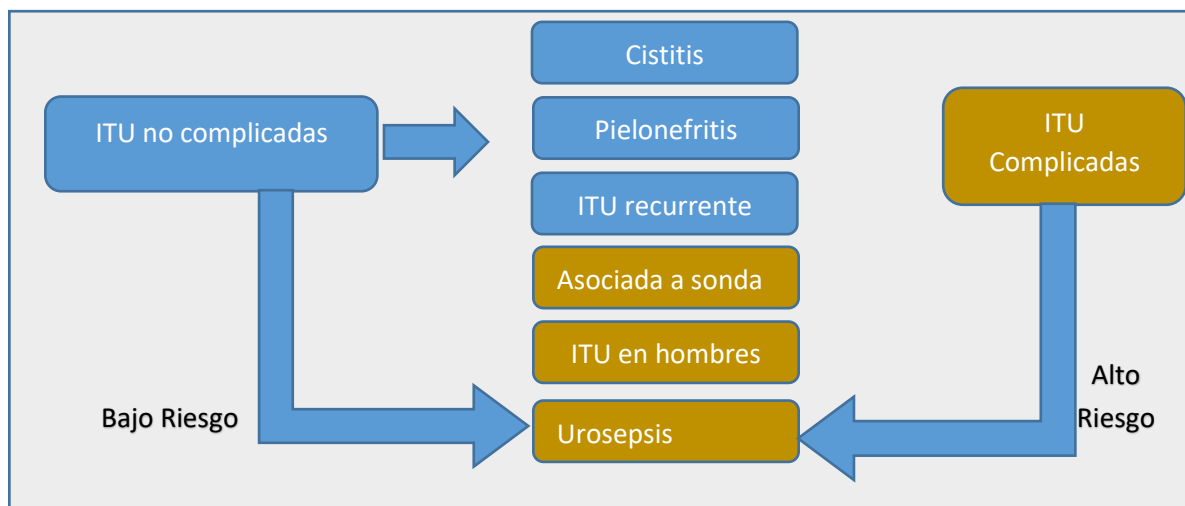 ITU no complicadas
Cistitis
Pielonefritis
ITU recurrente
Asociada a sonda
ITU en hombres
Urosepsis
ITU
Complicadas
Bajo Riesgo
Alto
Riesgo